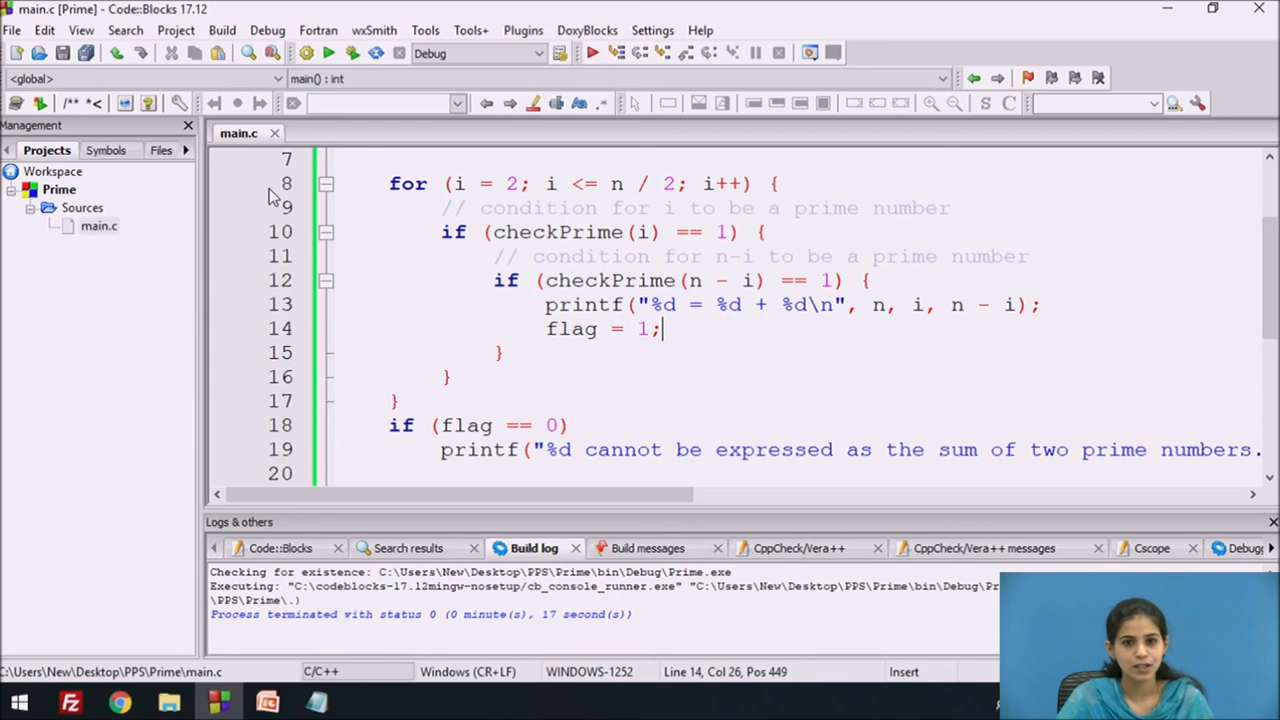 main.c [Prime] - Code::Blocks 17.12
File Edit View Search Project Build Debug Fortran wxSmith Tools Tools+ Plugins DoxyBlocks Settings Help
Debug
<global> main() : int
/** *< S C
Management
Projects Symbols Files
main.c
Workspace
Prime
Sources
main.c
7
8 for (i = 2; i <= n / 2; i++) {
9 // condition for i to be a prime number
10 if (checkPrime(i) == 1) {
11 // condition for n-i to be a prime number
12 if (checkPrime(n - i) == 1) {
13 printf("%d = %d + %d\n", n, i, n - i);
14 flag = 1;
15 }
16 }
17 }
18 if (flag == 0)
19 printf("%d cannot be expressed as the sum of two prime numbers.
20
Logs & others
Code::Blocks Search results Build log Build messages CppCheck/Vera++ CppCheck/Vera++ messages Cscope Debugg
Checking for existence: C:\Users\New\Desktop\PPS\Prime\bin\Debug\Prime.exe
Executing: "C:\codeblocks-17.12mingw-nosetup/cb_console_runner.exe" "C:\Users\New\Desktop\PPS\Prime\bin\Debug\Pr
\PPS\Prime\.)
Process terminated with status 0 (0 minute(s), 17 second(s))
C:\Users\New\Desktop\PPS\Prime\main.c C/C++ Windows (CR+LF) WINDOWS-1252 Line 14, Col 26, Pos 449 Insert